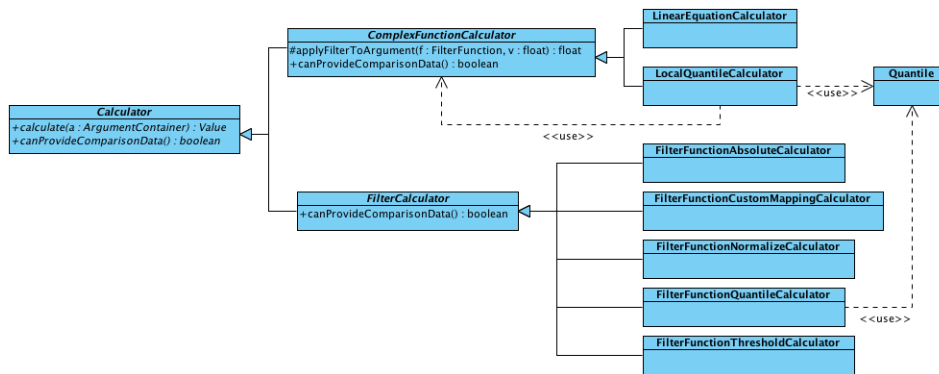 LinearEquationCalculator
ComplexFunctionCalculator
#applyFilterToArgument(f : FilterFunction, v : float) : float
+canProvideComparisonData() : boolean
LocalQuantileCalculator
Quantile
<<use>>
Calculator
+calculate(a : ArgumentContainer) : Value
+canProvideComparisonData() : boolean
<<use>>
FilterFunctionAbsoluteCalculator
FilterCalculator
+canProvideComparisonData() : boolean
FilterFunctionCustomMappingCalculator
FilterFunctionNormalizeCalculator
FilterFunctionQuantileCalculator
<<use>>
FilterFunctionThresholdCalculator